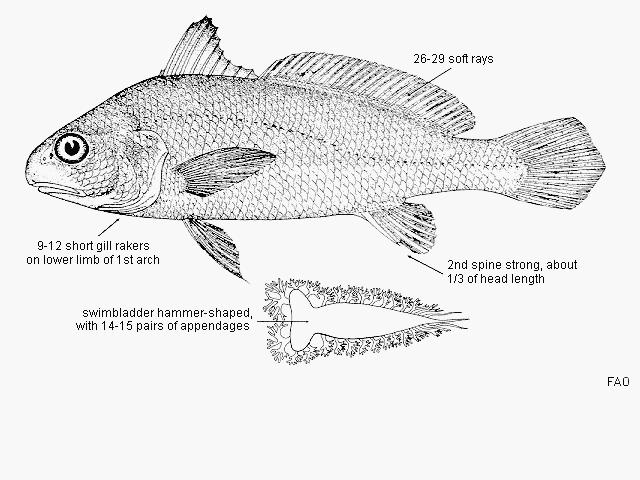 26-29 soft rays
9-12 short gill rakers
on lower limb of 1st arch
2nd spine strong, about
1/3 of head length
swimbladder hammer-shaped,
with 14-15 pairs of appendages
FAO